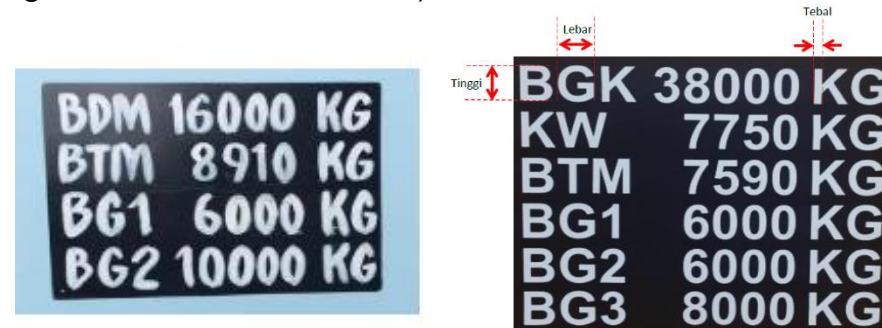 BDM 16000 KG
BTM 8910 KG
BG1 6000 KG
BG2 10000 KG
Lebar
Tebal
Tinggi
BGK 38000 KG
KW 7750 KG
BTM 7590 KG
BG1 6000 KG
BG2 6000 KG
BG3 8000 KG